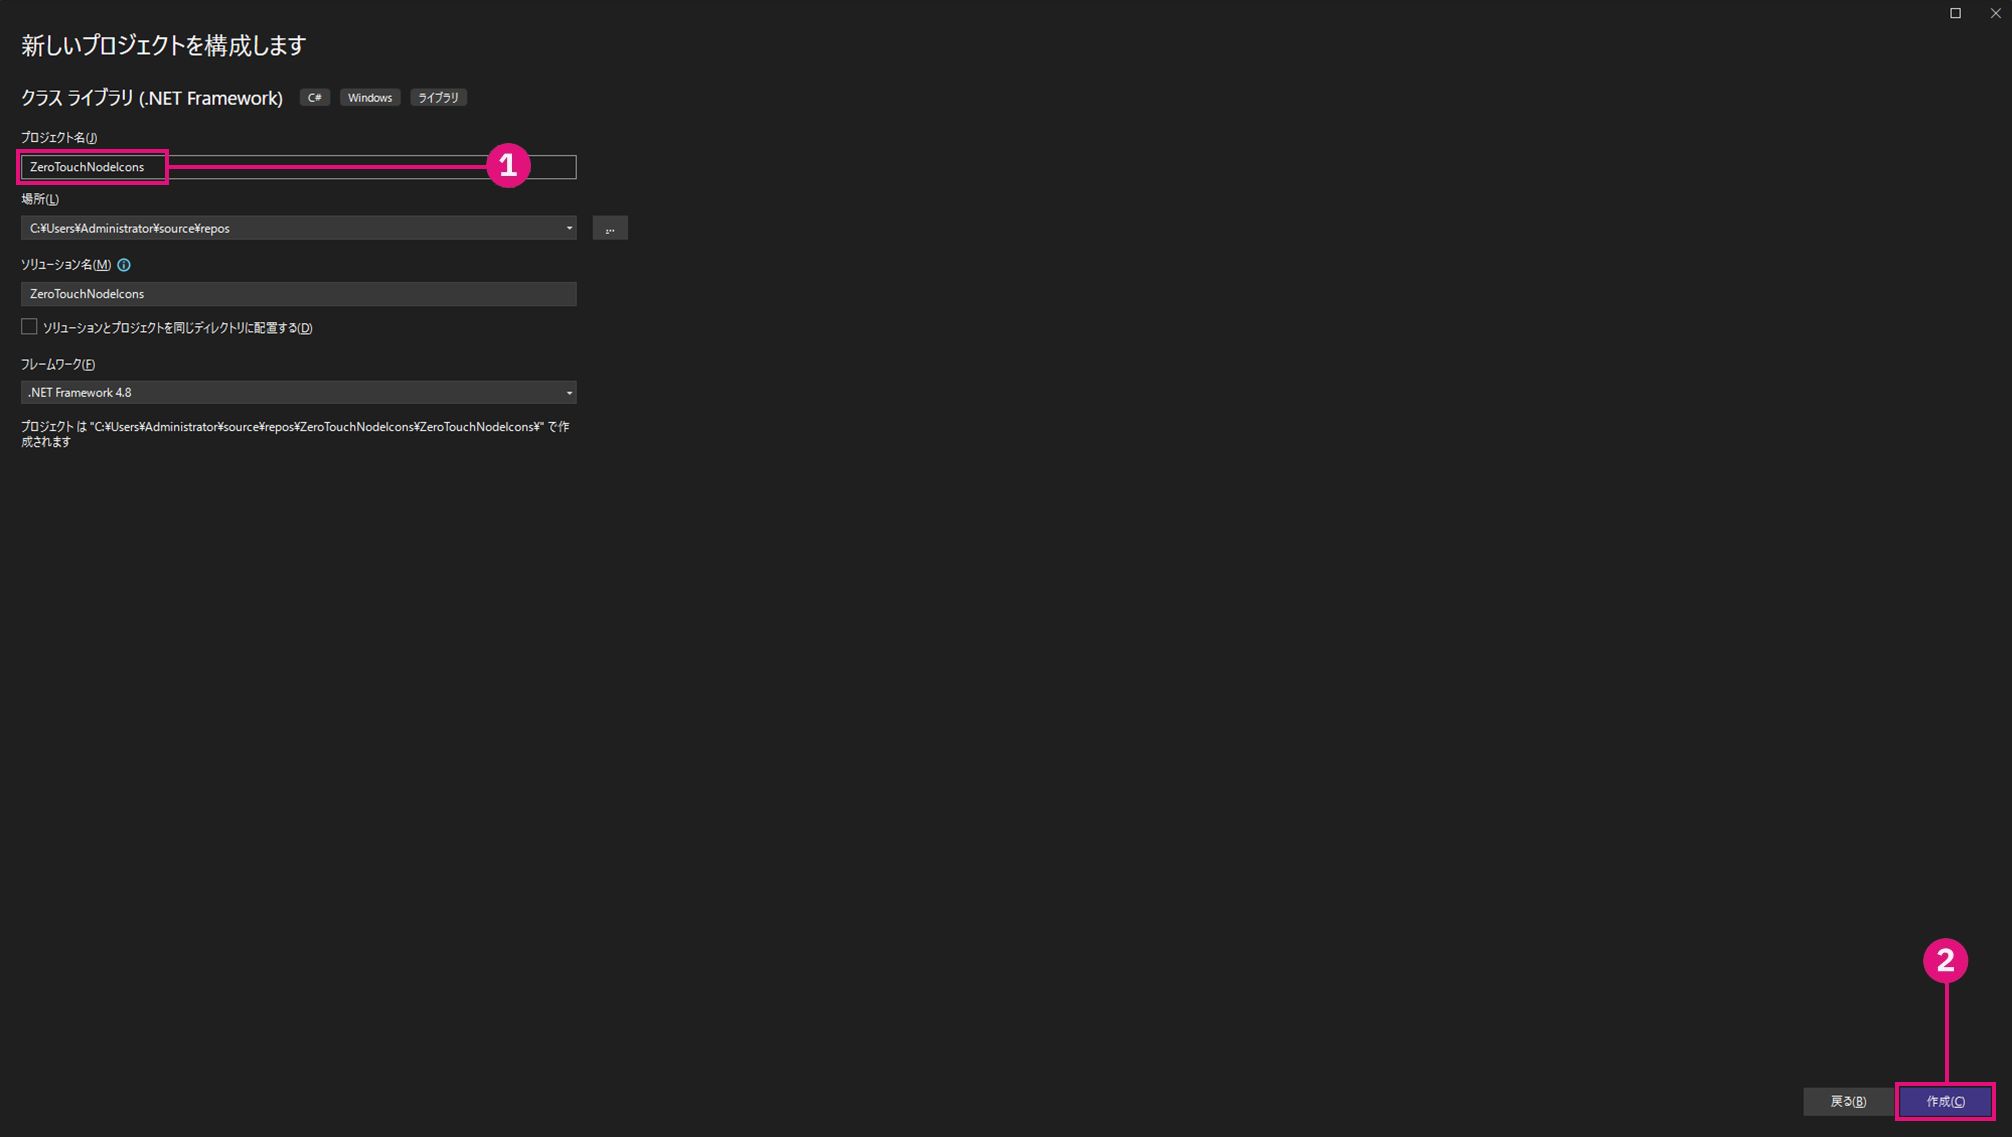 新しいプロジェクトを構成します
クラス ライブラリ (.NET Framework) C# Windows ライブラリ
プロジェクト名(J)
ZeroTouchNodeIcons 1
場所(L)
C:¥Users¥Administrator¥source¥repos ...
ソリューション名(M)
ZeroTouchNodeIcons
ソリューションとプロジェクトを同じディレクトリに配置する(D)
フレームワーク(F)
.NET Framework 4.8
プロジェクト は "C:¥Users¥Administrator¥source¥repos¥ZeroTouchNodeIcons¥ZeroTouchNodeIcons¥" で作
成されます
2
戻る(B) 作成(C)